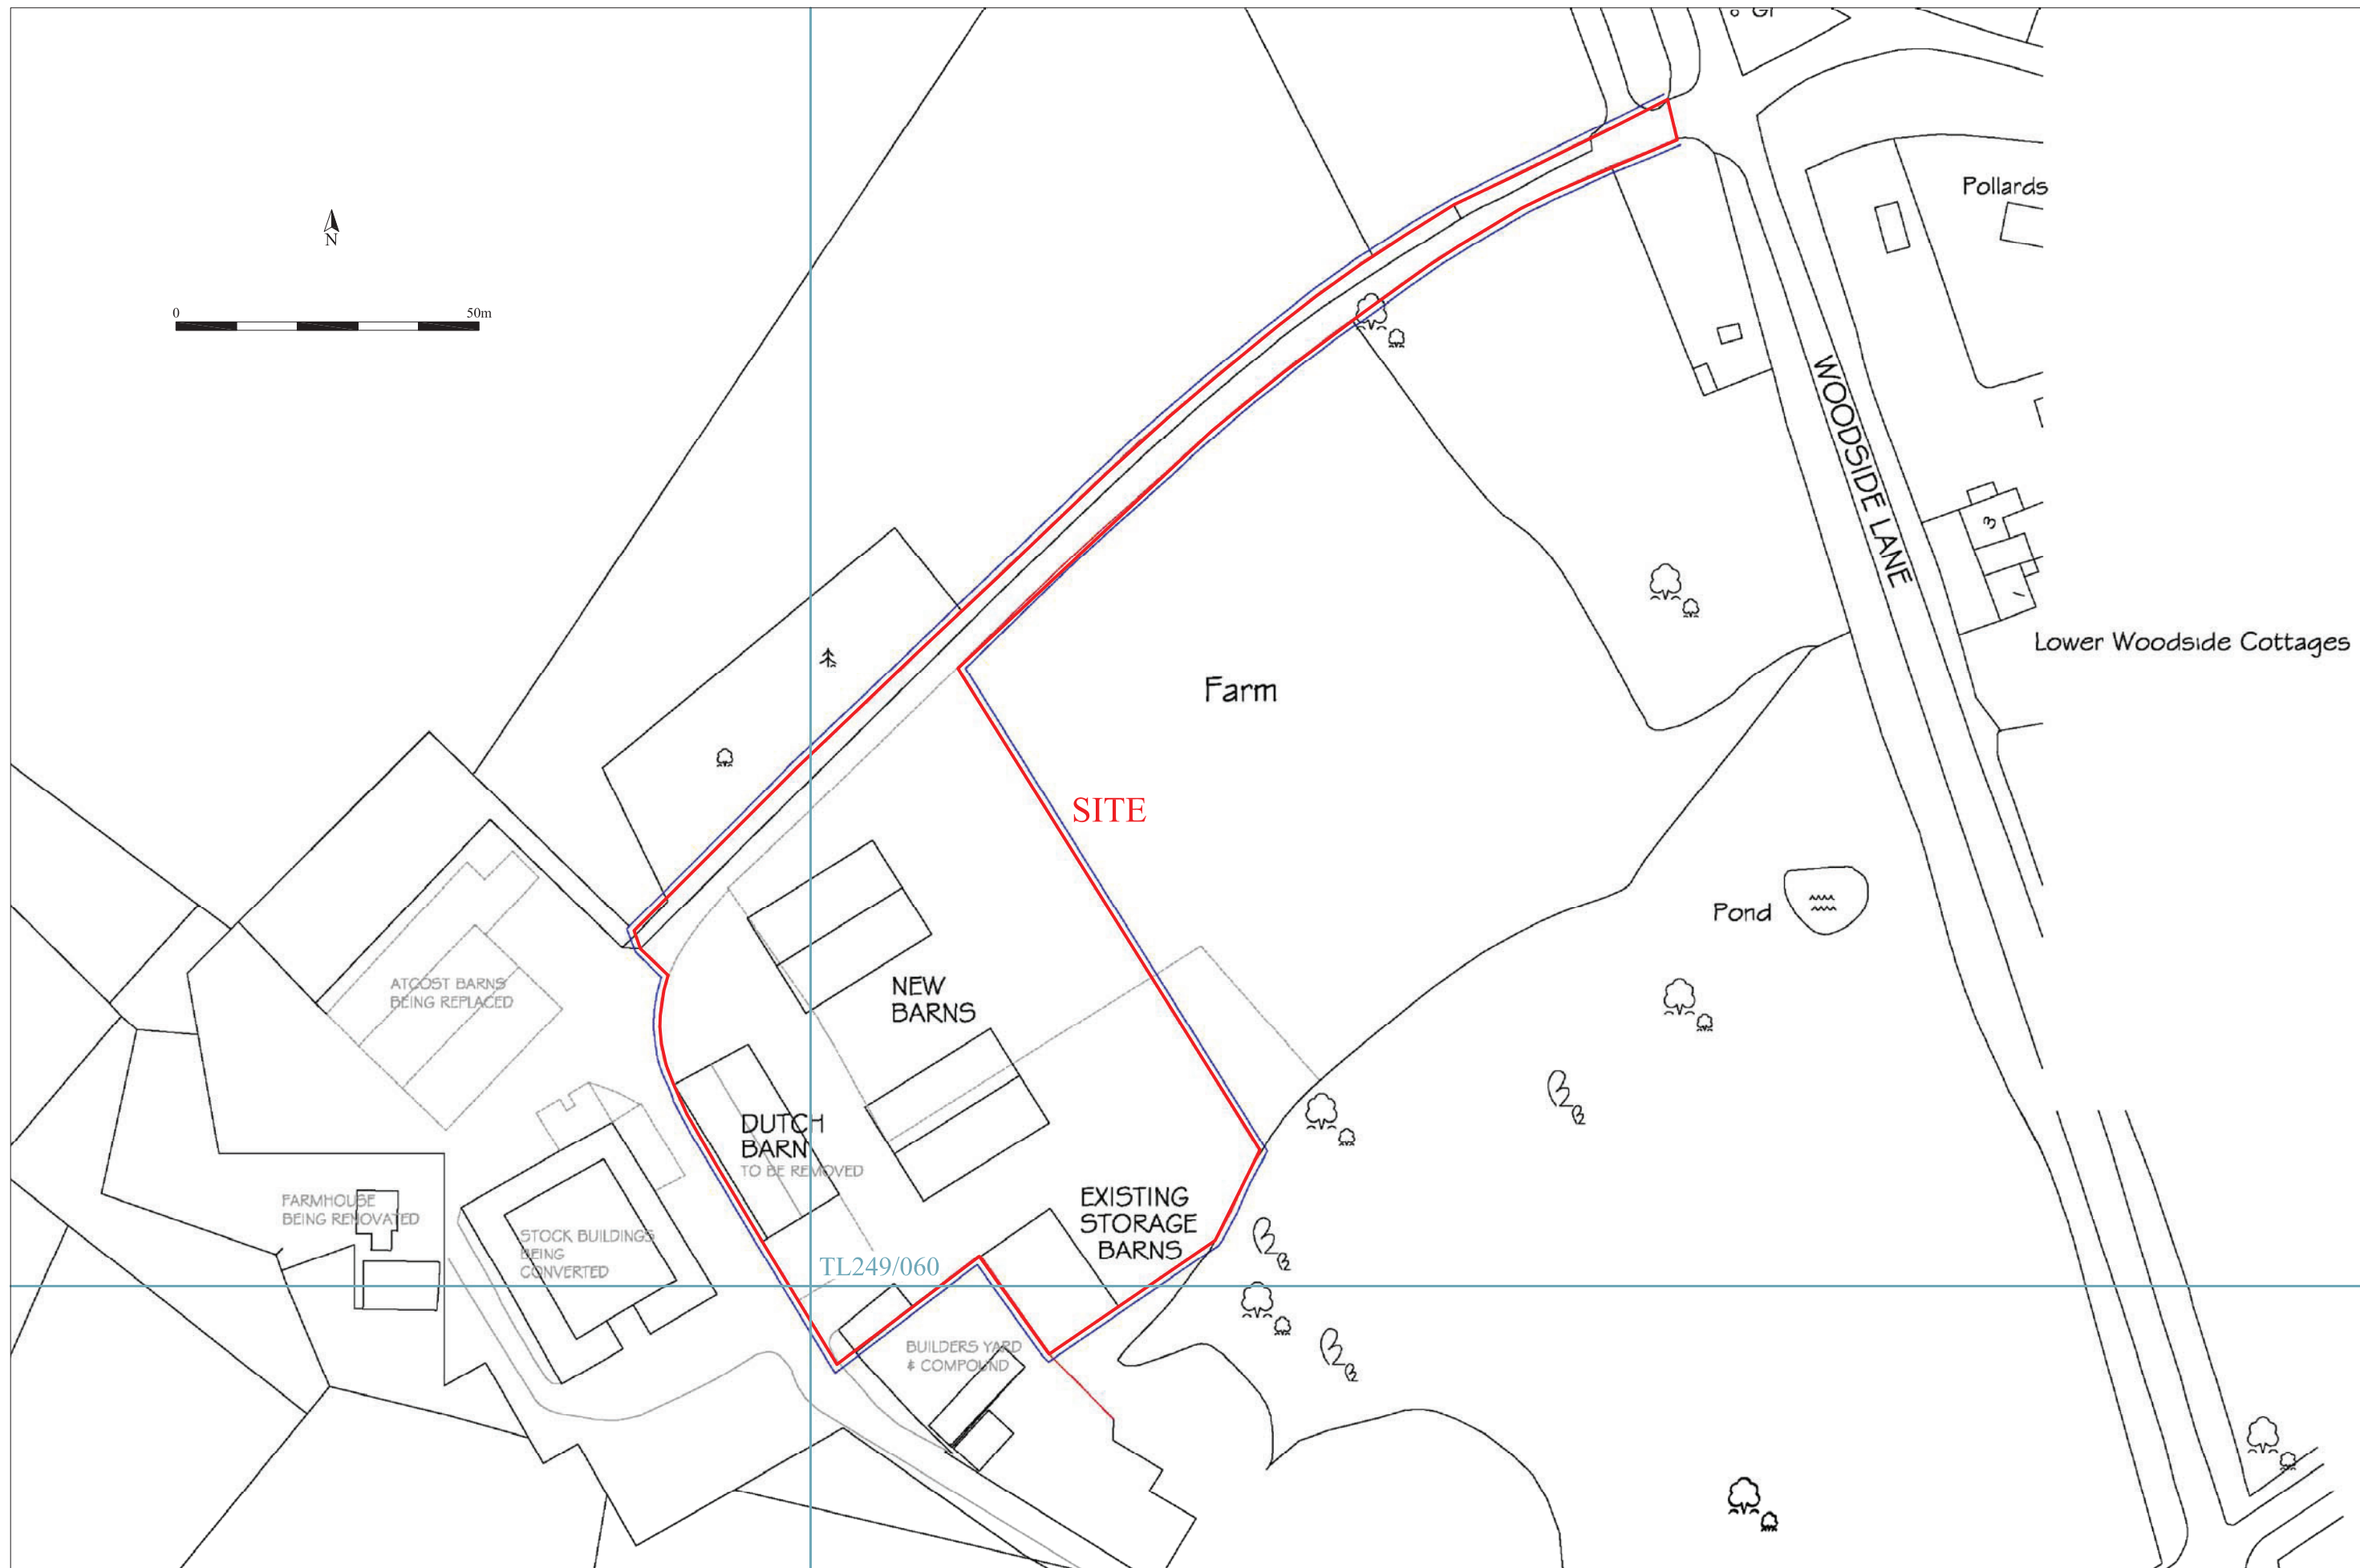 GP
Pollards
N
0 50m
WOODSIDE LANE
3
1
Lower Woodside Cottages
Farm
SITE
Pond
ATCOST BARNS
BEING REPLACED
NEW
BARNS
DUTCH
BARN
TO BE REMOVED
FARMHOUSE
BEING RENOVATED
EXISTING
STORAGE
BARNS
STOCK BUILDINGS
BEING
CONVERTED
TL249/060
BUILDERS YARD
& COMPOUND